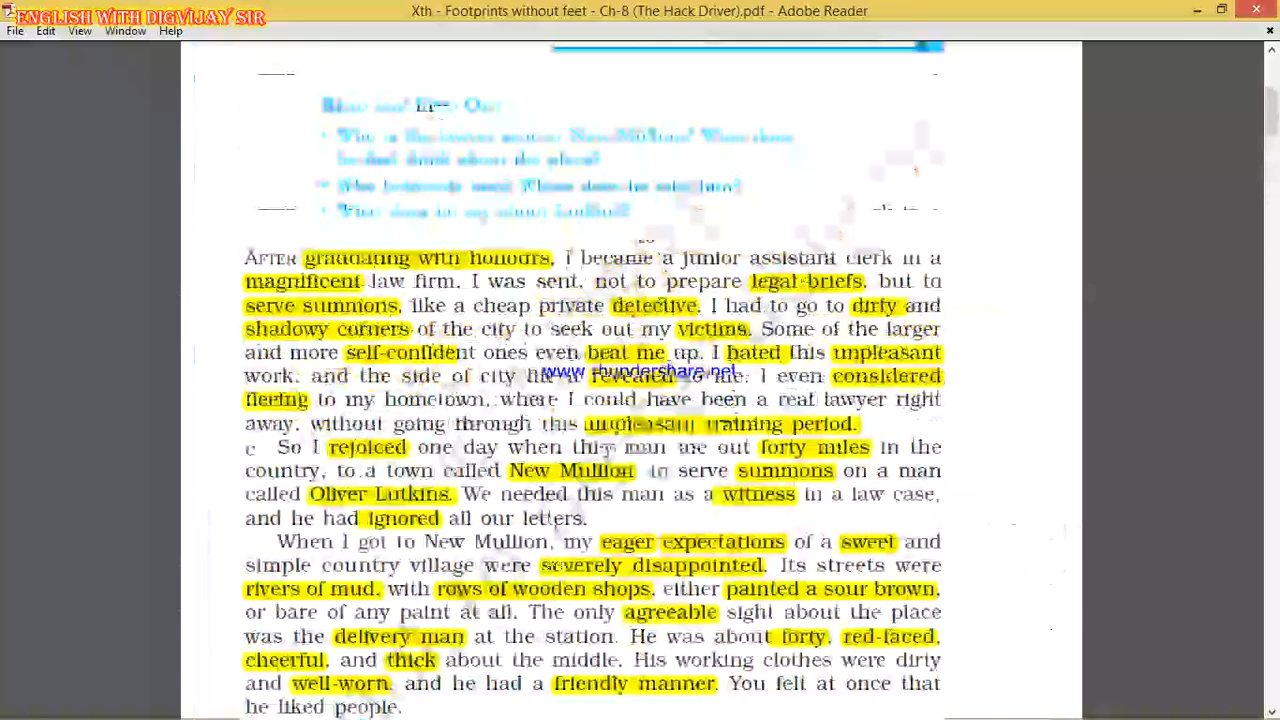 ENGLISH WITH DIGVIJAY SIR
Xth - Footprints without feet - Ch-8 (The Hack Driver).pdf - Adobe Reader
File Edit View Window Help
AFTER graduating with honours, I became a junior assistant clerk in a
magnificent law firm. I was sent, not to prepare legal briefs, but to
serve summons, like a cheap private detective. I had to go to dirty and
shadowy corners of the city to seek out my victims. Some of the larger
and more self-confident ones even beat me up. I hated this unpleasant
work, and the side of city life it revealed to me. I even considered
www.thundershare.net
fleeing to my hometown, where I could have been a real lawyer right
away, without going through this unpleasant training period.
So I rejoiced one day when they me out forty miles in the
country, to a town called New Mullion to serve summons on a man
called Oliver Lutkins. We needed this man as a witness in a law case,
and he had ignored all our letters.
When I got to New Mullion, my eager expectations of a sweet and
simple country village were severely disappointed. Its streets were
rivers of mud, with rows of wooden shops, either painted a sour brown,
or bare of any paint at all. The only agreeable sight about the place
was the delivery man at the station. He was about forty, red-faced,
cheerful, and thick about the middle. His working clothes were dirty
and well-worn, and he had a friendly manner. You felt at once that
he liked people.